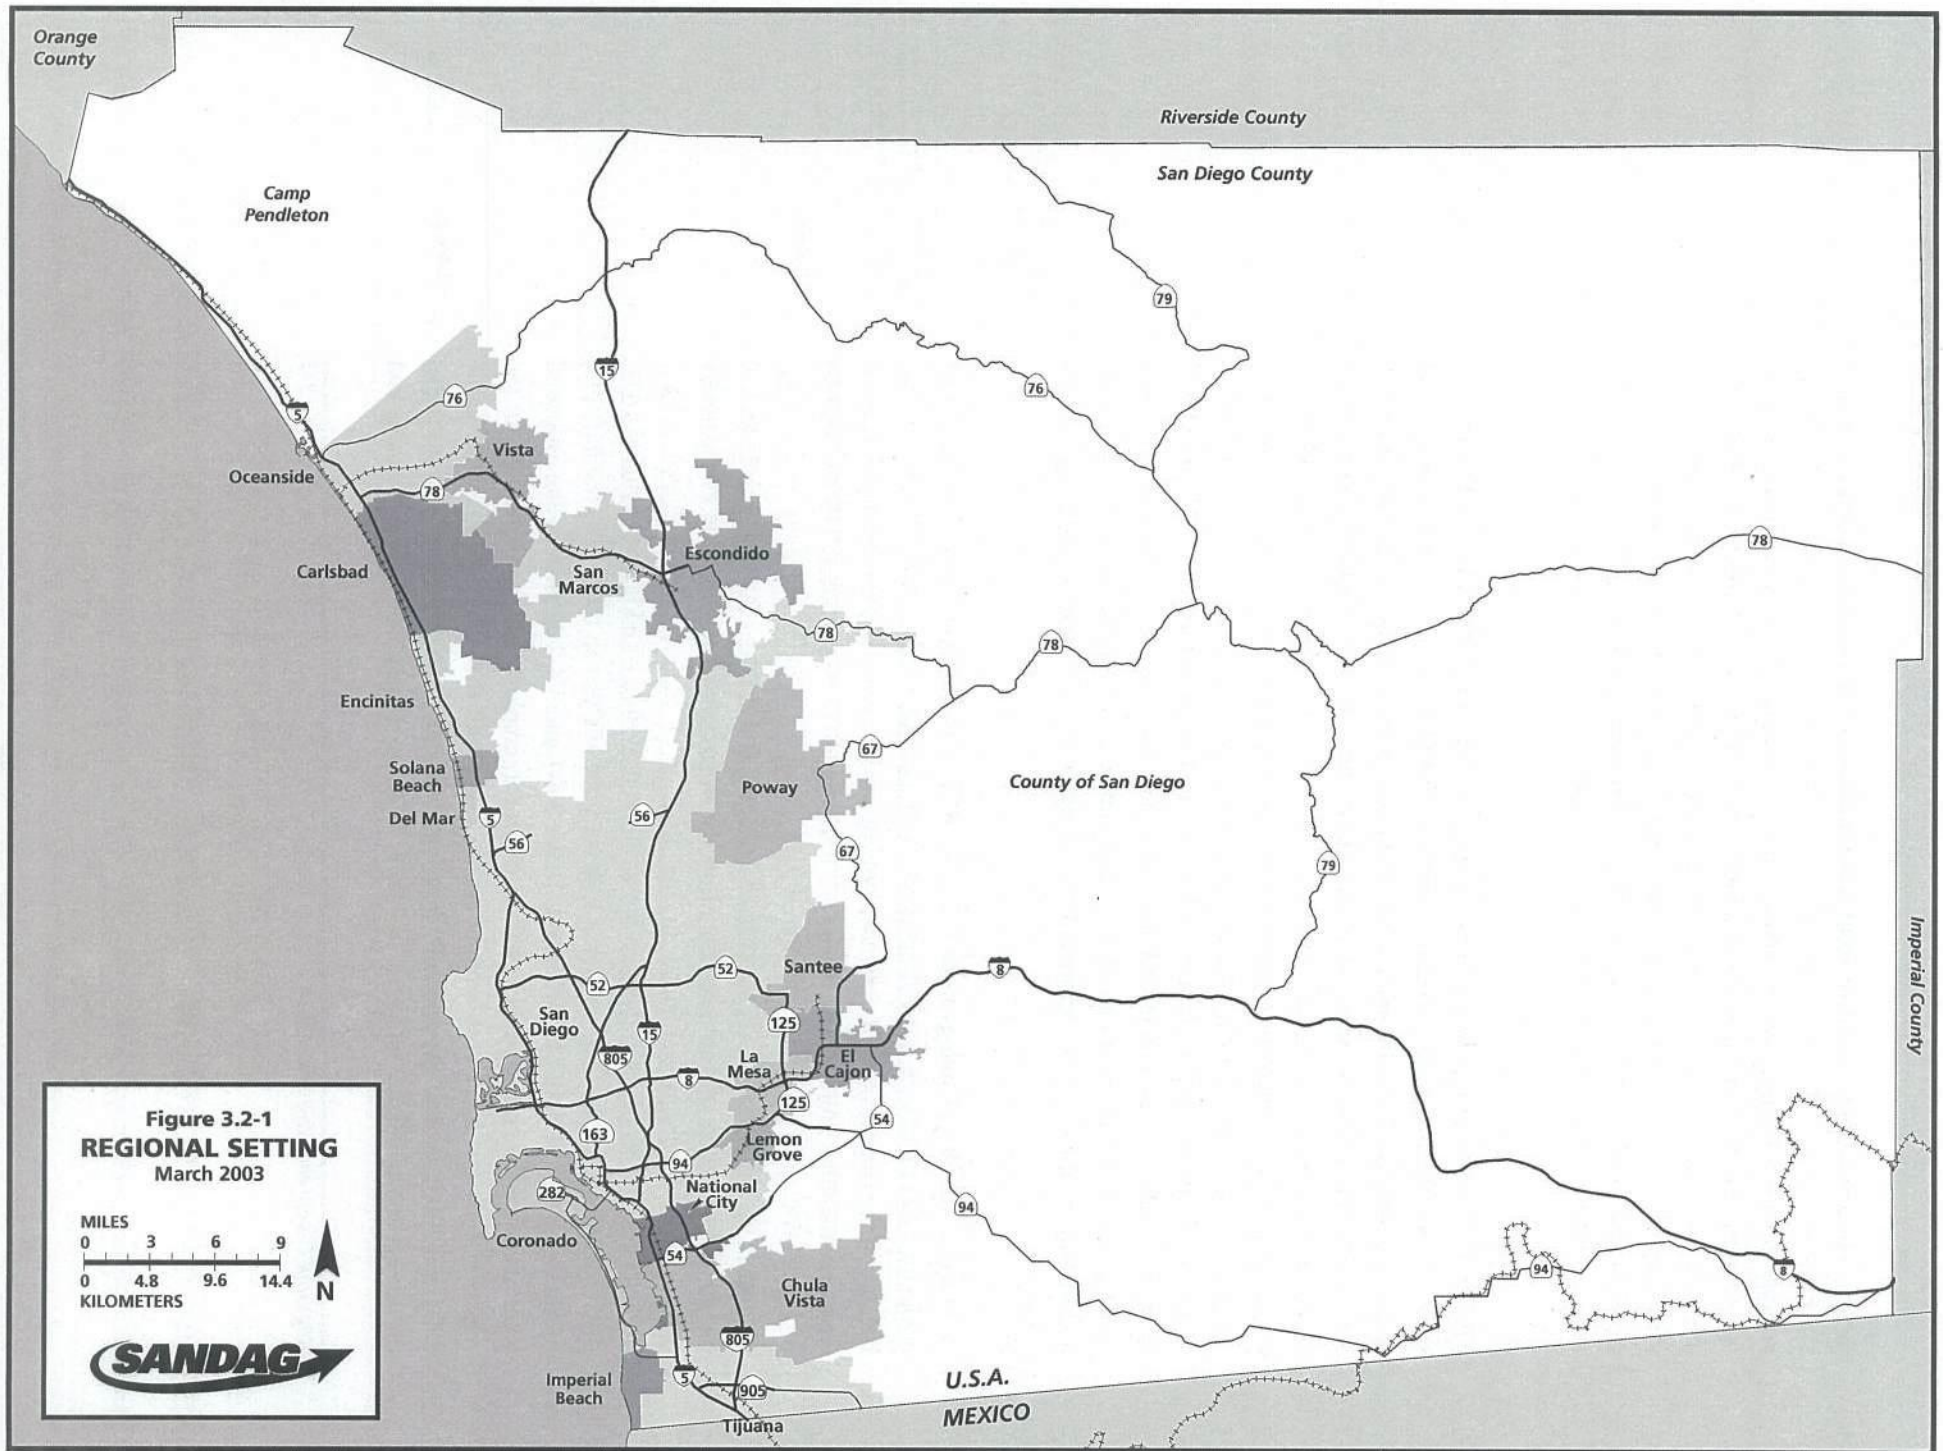 Orange
County
Riverside County
San Diego County
Camp
Pendleton
79
15
76
76
5
Vista
Oceanside
78
78
Escondido
Carlsbad
San
Marcos
78
78
Encinitas
67
Solana
Beach
Poway
County of San Diego
Del Mar
5
56
56
67
79
Imperial County
Santee
8
52
52
San
Diego
125
15
805
La
Mesa
El
Cajon
8
125
54
163
Lemon
Grove
94
National
City
282
94
Coronado
54
94
8
Chula
Vista
805
Imperial
Beach
5
905
Tijuana
U.S.A.
MEXICO
Figure 3.2-1
REGIONAL SETTING
March 2003
MILES
0 3 6 9
0 4.8 9.6 14.4
KILOMETERS
N
SANDAG